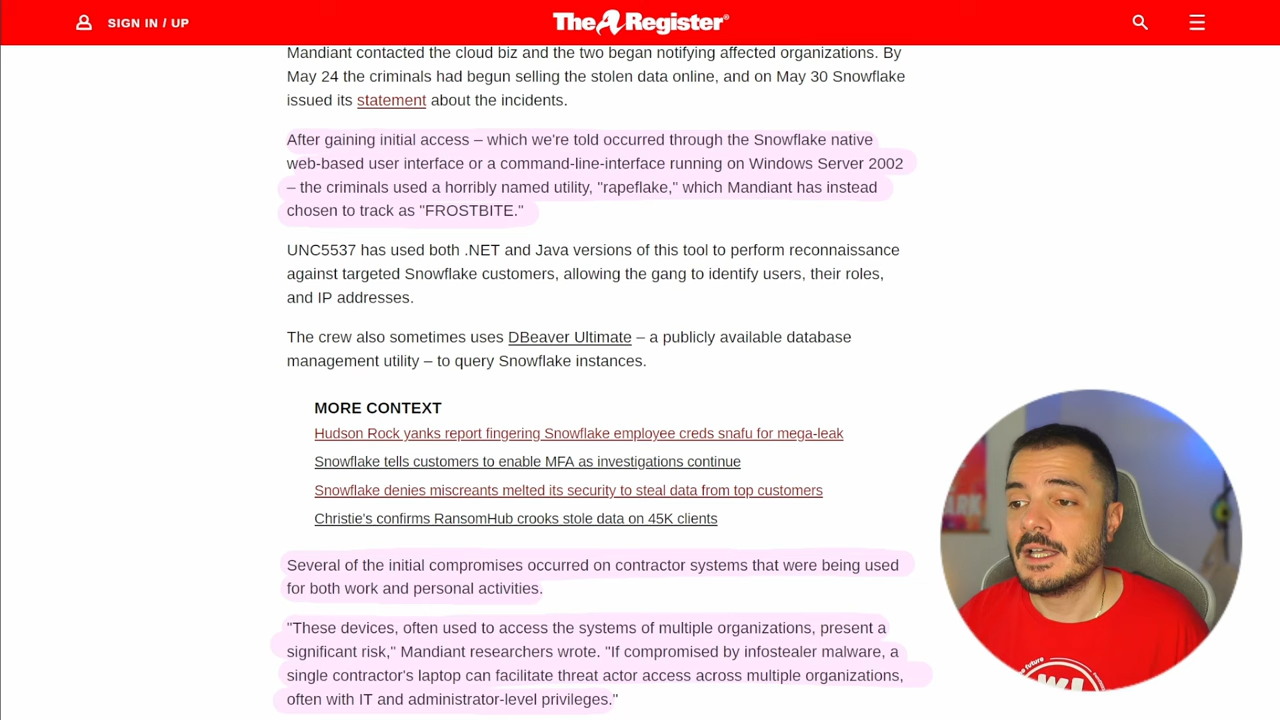 SIGN IN / UP
The Register®
Mandiant contacted the cloud biz and the two began notifying affected organizations. By
May 24 the criminals had begun selling the stolen data online, and on May 30 Snowflake
issued its statement about the incidents.
After gaining initial access – which we're told occurred through the Snowflake native
web-based user interface or a command-line-interface running on Windows Server 2002
– the criminals used a horribly named utility, "rapeflake," which Mandiant has instead
chosen to track as "FROSTBITE."
UNC5537 has used both .NET and Java versions of this tool to perform reconnaissance
against targeted Snowflake customers, allowing the gang to identify users, their roles,
and IP addresses.
The crew also sometimes uses DBeaver Ultimate – a publicly available database
management utility – to query Snowflake instances.
MORE CONTEXT
Hudson Rock yanks report fingering Snowflake employee creds snafu for mega-leak
Snowflake tells customers to enable MFA as investigations continue
Snowflake denies miscreants melted its security to steal data from top customers
Christie's confirms RansomHub crooks stole data on 45K clients
Several of the initial compromises occurred on contractor systems that were being used
for both work and personal activities.
"These devices, often used to access the systems of multiple organizations, present a
significant risk," Mandiant researchers wrote. "If compromised by infostealer malware, a
single contractor's laptop can facilitate threat actor access across multiple organizations,
often with IT and administrator-level privileges."